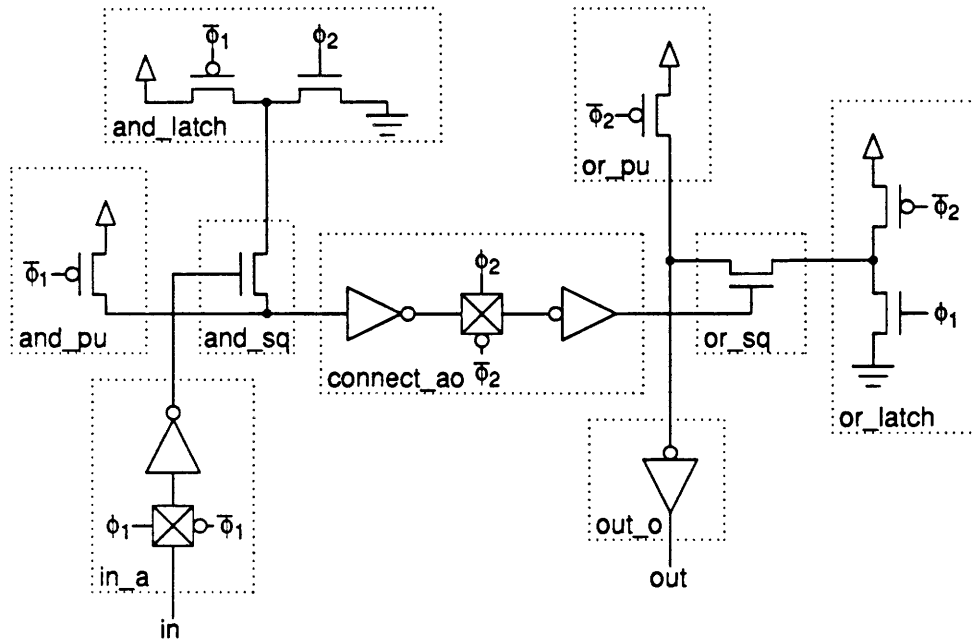 ϕ̅1
ϕ2
and_latch
ϕ̅2
or_pu
ϕ̅1
and_pu
and_sq
ϕ2
ϕ̅2
connect_ao
or_sq
ϕ̅2
ϕ1
or_latch
ϕ1
ϕ̅1
in_a
in
out_o
out